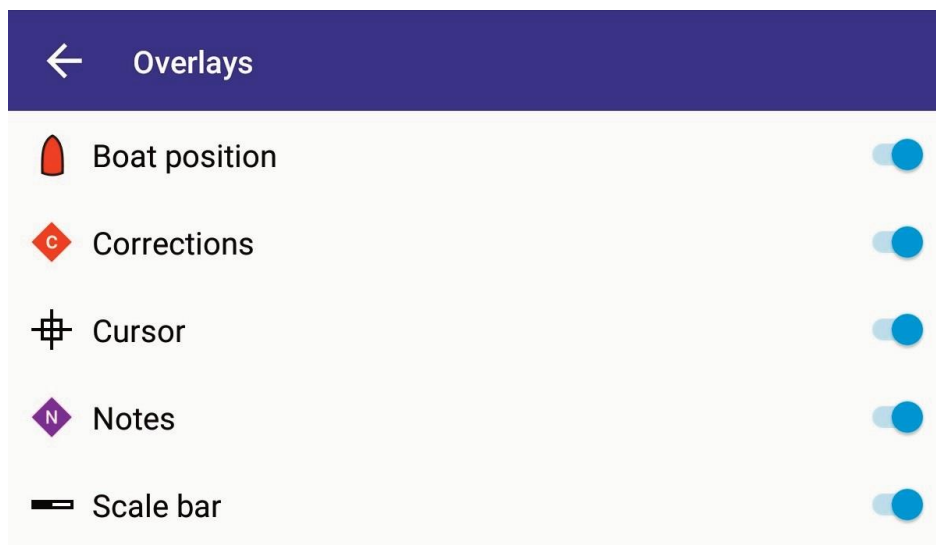 Overlays
Boat position
C
Corrections
Cursor
N
Notes
Scale bar